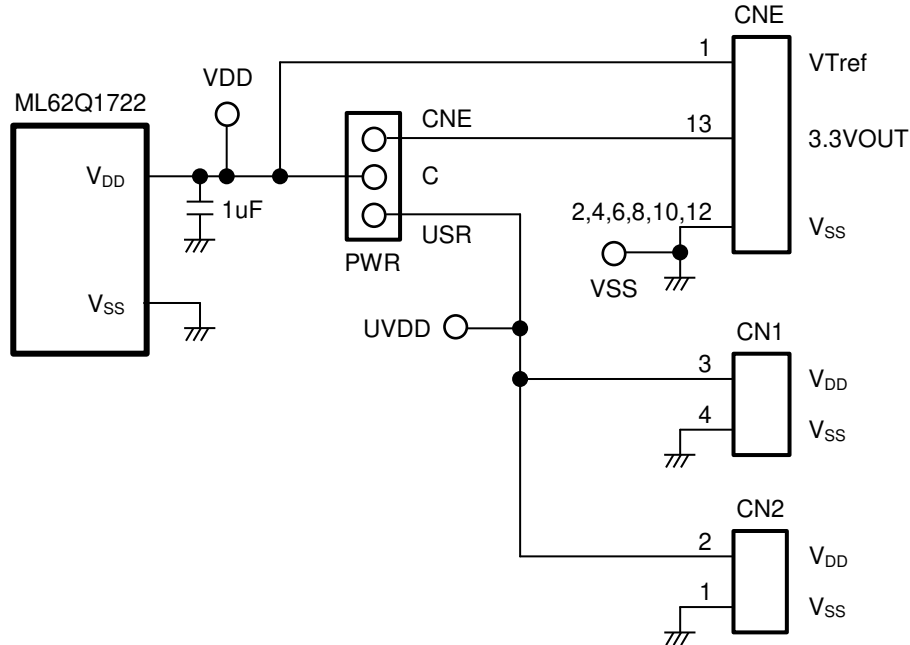 CNE
1
VTref
VDD
ML62Q1722
CNE
13
3.3VOUT
VDD
C
1uF
2,4,6,8,10,12
VSS
USR
PWR
VSS
VSS
UVDD
CN1
3
VDD
4
VSS
CN2
2
VDD
1
VSS